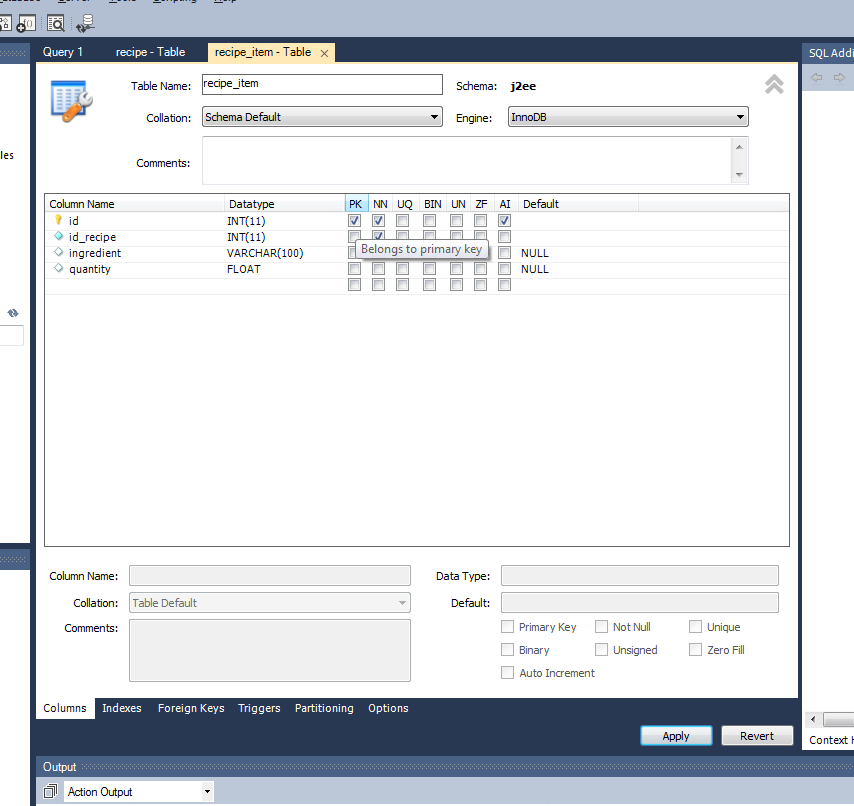 Query 1 recipe - Table recipe_item - Table SQL Addi
Table Name: recipe_item Schema: j2ee
Collation: Schema Default Engine: InnoDB
les
Comments:
Column Name Datatype PK NN UQ BIN UN ZF AI Default
id INT(11)
id_recipe INT(11)
Belongs to primary key
ingredient VARCHAR(100) NULL
quantity FLOAT NULL
Column Name: Data Type:
Collation: Table Default Default:
Comments: Primary Key Not Null Unique
Binary Unsigned Zero Fill
Auto Increment
Columns Indexes Foreign Keys Triggers Partitioning Options
Apply Revert Context
Output
Action Output